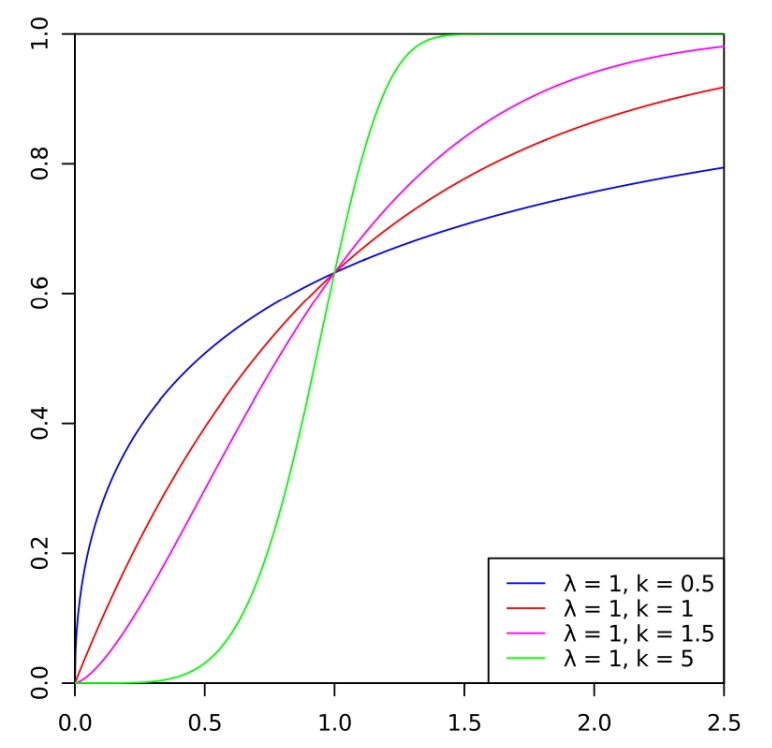 1.0
0.8
0.6
0.4
0.2
0.0
λ = 1, k = 0.5
λ = 1, k = 1
λ = 1, k = 1.5
λ = 1, k = 5
0.0 0.5 1.0 1.5 2.0 2.5